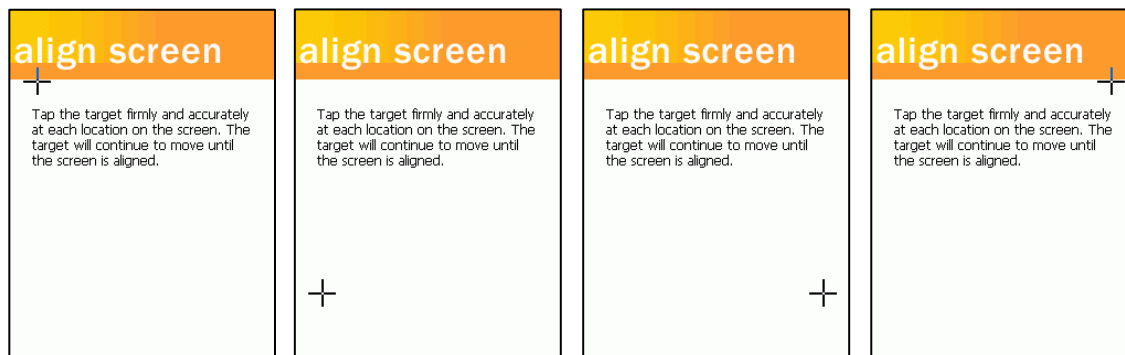 align screen
Tap the target firmly and accurately
at each location on the screen. The
target will continue to move until
the screen is aligned.
align screen
Tap the target firmly and accurately
at each location on the screen. The
target will continue to move until
the screen is aligned.
align screen
Tap the target firmly and accurately
at each location on the screen. The
target will continue to move until
the screen is aligned.
align screen
Tap the target firmly and accurately
at each location on the screen. The
target will continue to move until
the screen is aligned.